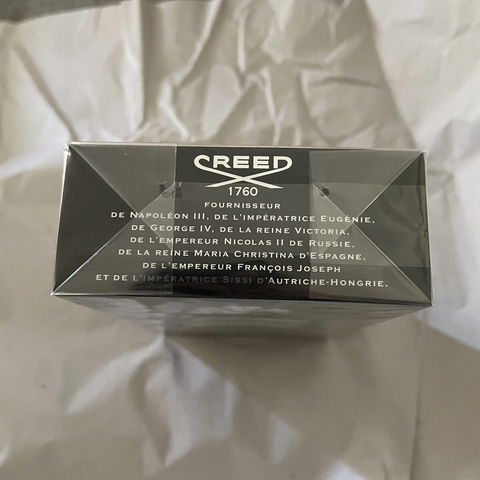 CREED
1760
FOURNISSEUR
DE NAPOLÉON III, DE L'IMPÉRATRICE EUGÉNIE,
DE GEORGE IV, DE LA REINE VICTORIA,
DE L'EMPEREUR NICOLAS II DE RUSSIE,
DE LA REINE MARIA CHRISTINA D'ESPAGNE,
DE L'EMPEREUR FRANÇOIS JOSEPH
ET DE L'IMPÉRATRICE SISSI D'AUTRICHE-HONGRIE.